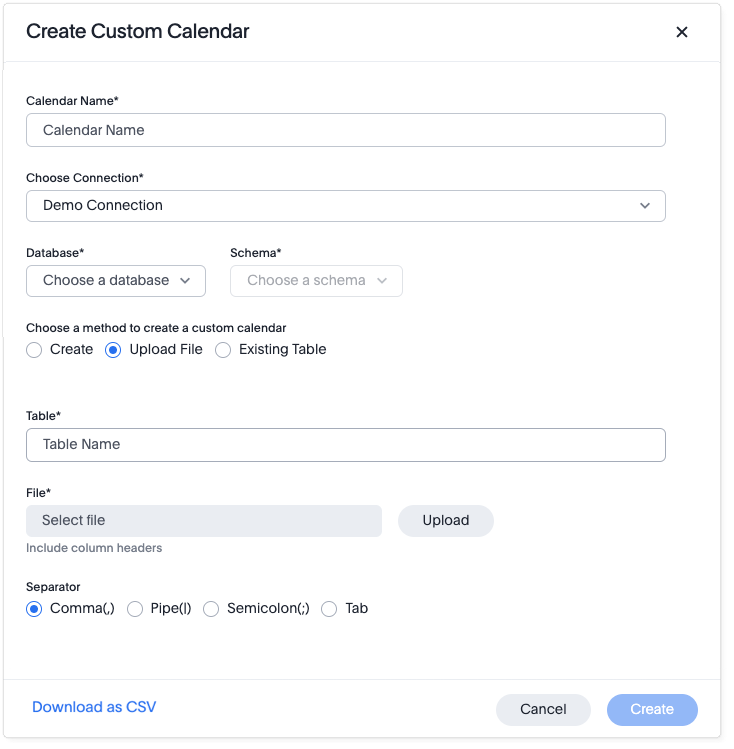 Create Custom Calendar
Calendar Name*
Calendar Name
Choose Connection*
Demo Connection
Database* Schema*
Choose a database Choose a schema
Choose a method to create a custom calendar
Create Upload File Existing Table
Table*
Table Name
File*
Select file Upload
Include column headers
Separator
Comma(,) Pipe(|) Semicolon(;) Tab
Download as CSV Cancel Create